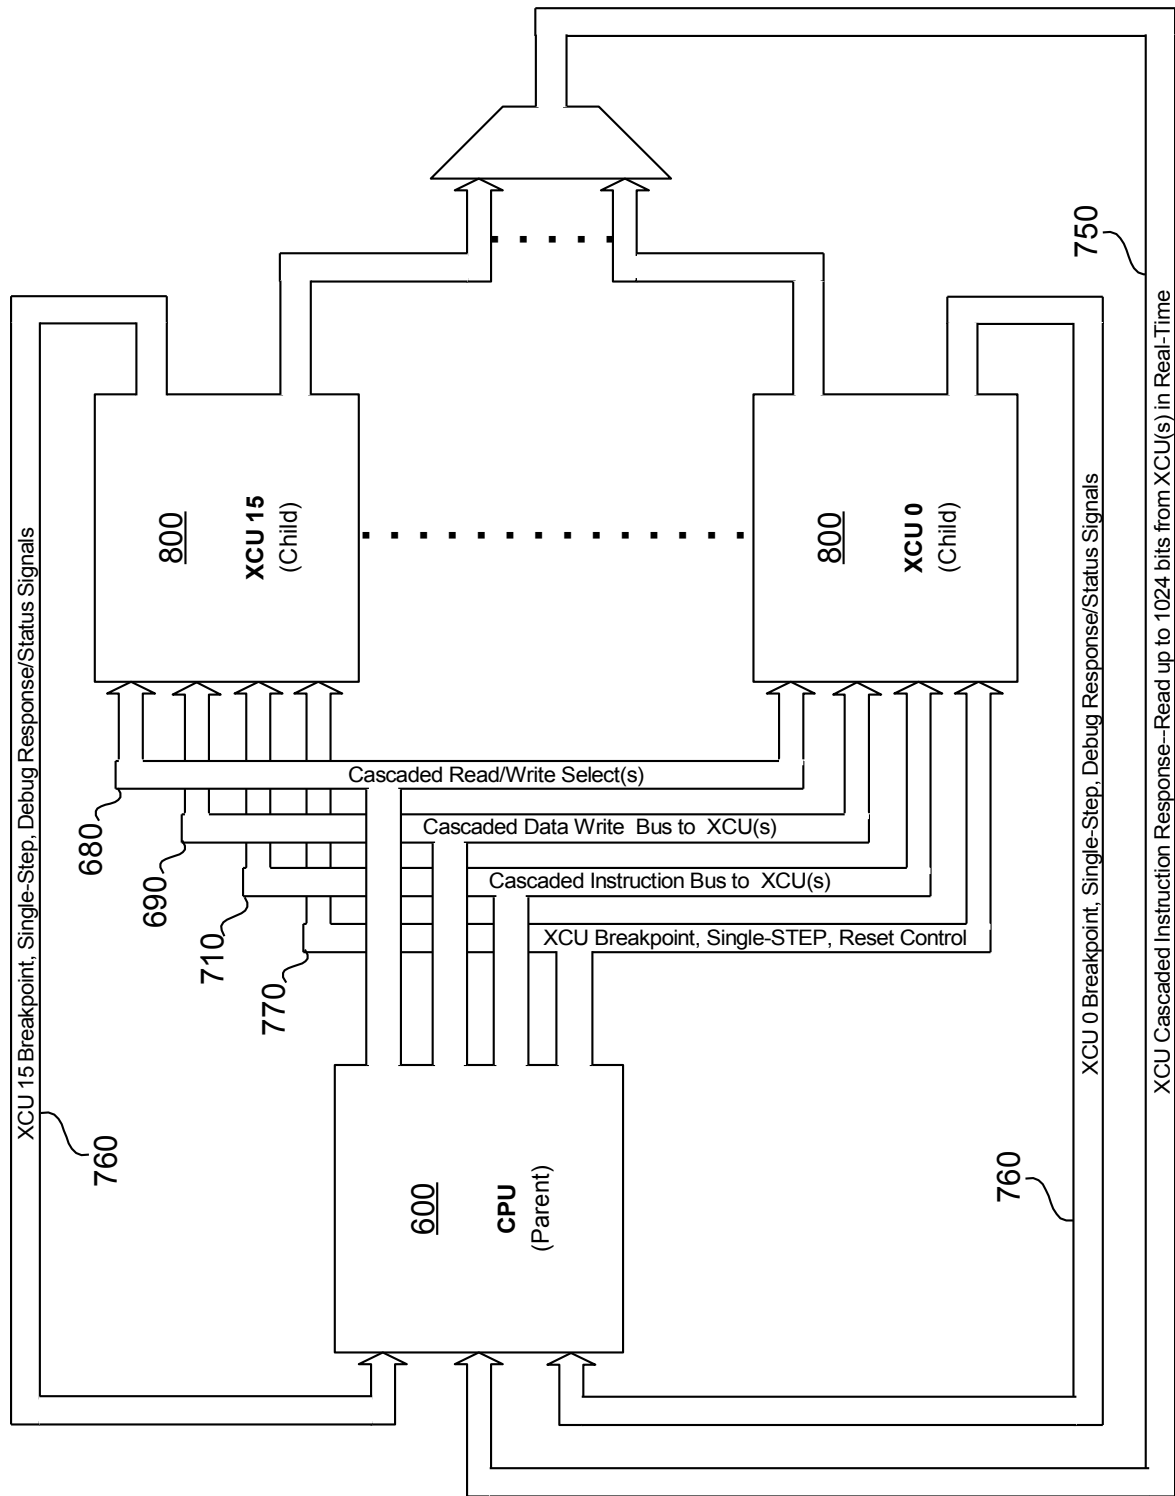 XCU 15 Breakpoint, Single-Step, Debug Response/Status Signals
760
800
XCU 15
(Child)
680
690
710
770
Cascaded Read/Write Select(s)
Cascaded Data Write Bus to XCU(s)
Cascaded Instruction Bus to XCU(s)
XCU Breakpoint, Single-STEP, Reset Control
600
CPU
(Parent)
800
XCU 0
(Child)
760
XCU 0 Breakpoint, Single-Step, Debug Response/Status Signals
750
XCU Cascaded Instruction Response--Read up to 1024 bits from XCU(s) in Real-Time